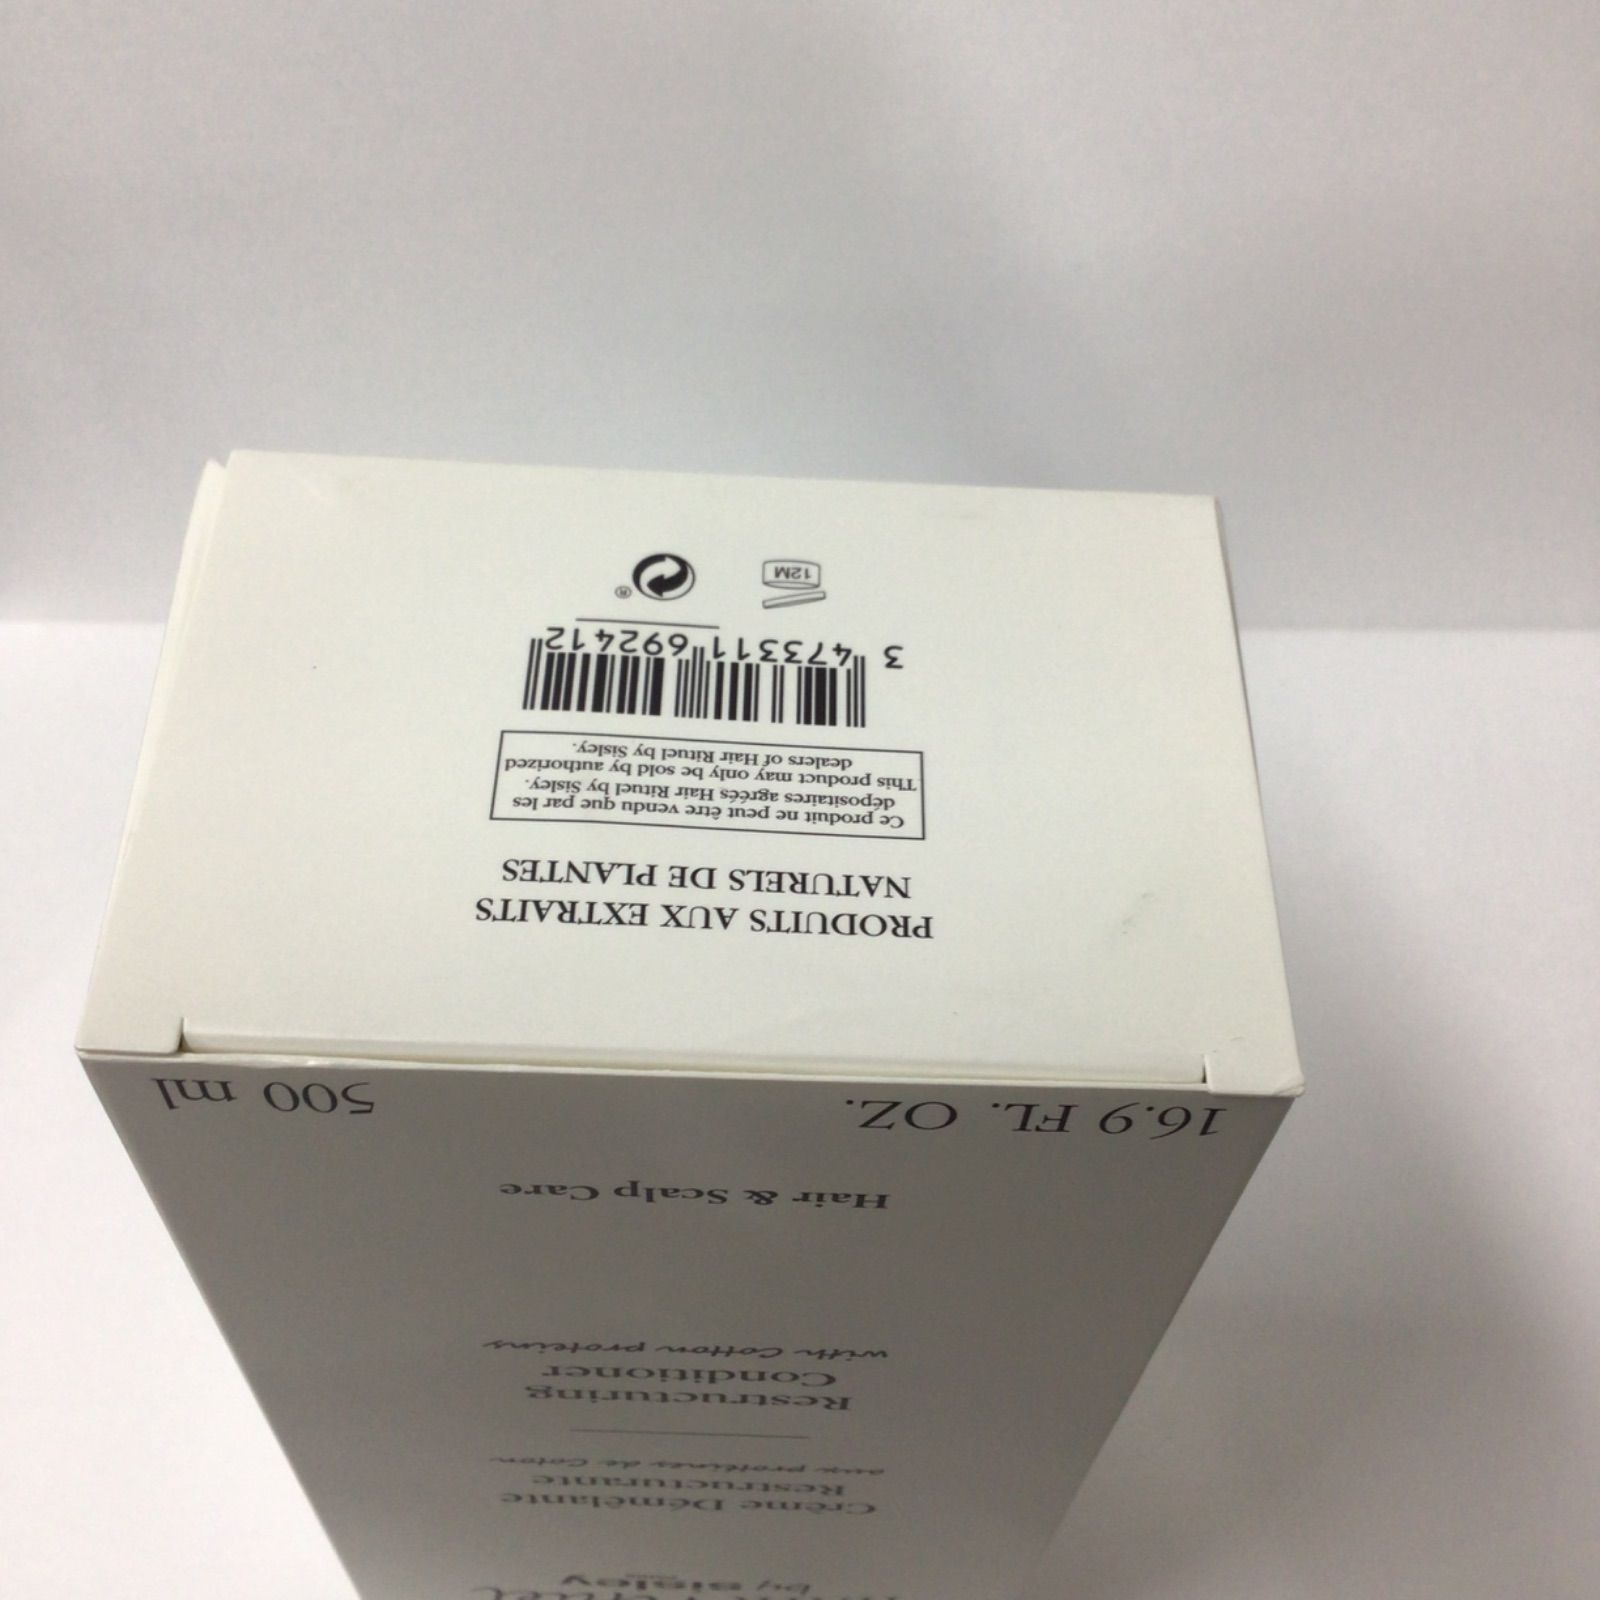 PRODUITS AUX EXTRAITS
NATURELS DE PLANTES
Ce produit ne peut être vendu que par les
dépositaires agréés Hair Rituel by Sisley.
This product may only be sold by authorized
dealers of Hair Rituel by Sisley.
3 473311 692412
12M
®
by sisley
Crème Démêlante
Restructurante
aux protéines de Coton
Restructuring
Conditioner
with Cotton proteins
Hair & Scalp Care
16.9 FL. OZ. 500 ml